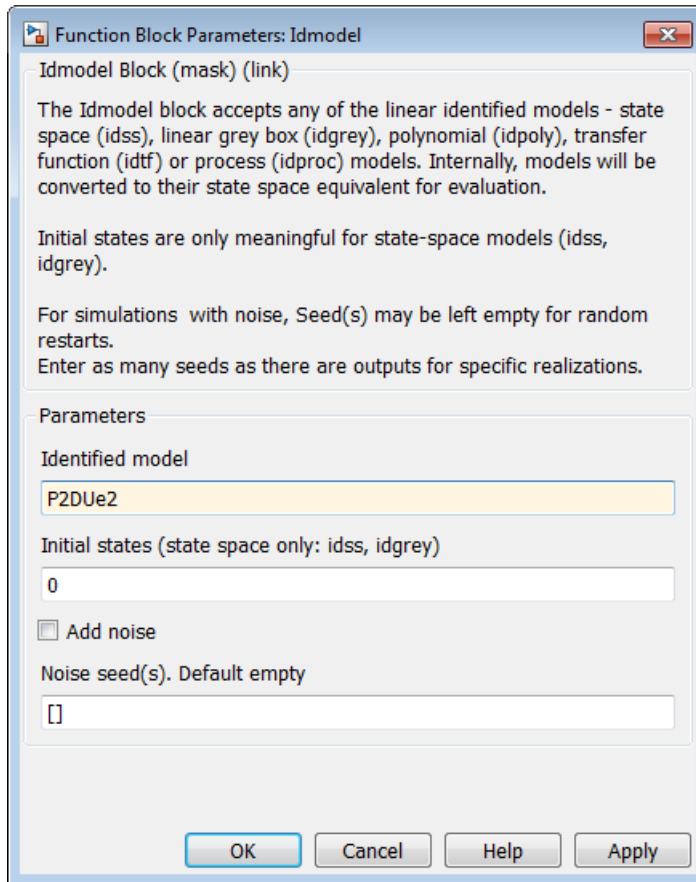 Function Block Parameters: Idmodel
Idmodel Block (mask) (link)
The Idmodel block accepts any of the linear identified models - state
space (idss), linear grey box (idgrey), polynomial (idpoly), transfer
function (idtf) or process (idproc) models. Internally, models will be
converted to their state space equivalent for evaluation.
Initial states are only meaningful for state-space models (idss,
idgrey).
For simulations  with noise, Seed(s) may be left empty for random
restarts.
Enter as many seeds as there are outputs for specific realizations.
Parameters
Identified model
P2DUe2
Initial states (state space only: idss, idgrey)
0
Add noise
Noise seed(s). Default empty
[]
OK Cancel Help Apply